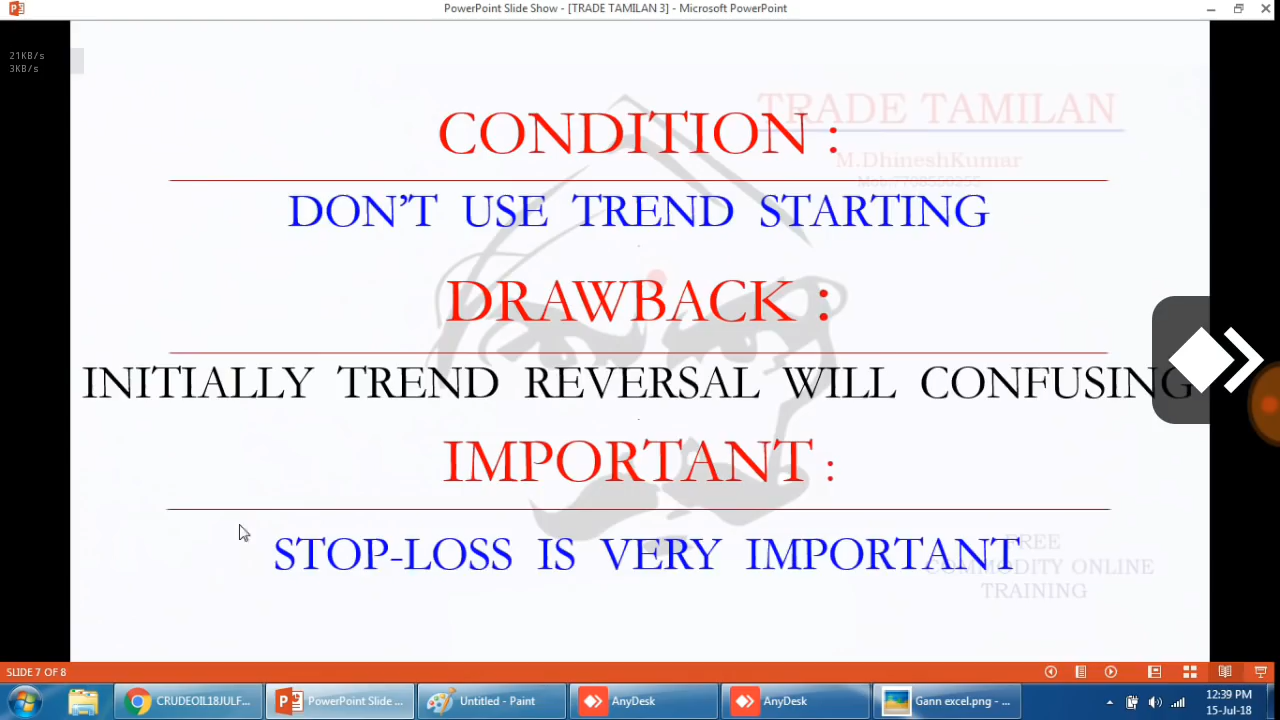 PowerPoint Slide Show - [TRADE TAMILAN 3] - Microsoft PowerPoint
21KB/s
3KB/s
TRADE TAMILAN
CONDITION :
M.DhineshKumar
DON'T USE TREND STARTING
DRAWBACK :
INITIALLY TREND REVERSAL WILL CONFUSING
IMPORTANT :
STOP-LOSS IS VERY IMPORTANT
FREE
COMMODITY ONLINE
TRAINING
SLIDE 7 OF 8
CRUDEOIL18JULF...
PowerPoint Slide ...
Untitled - Paint
AnyDesk
AnyDesk
Gann excel.png - ...
12:39 PM
15-Jul-18